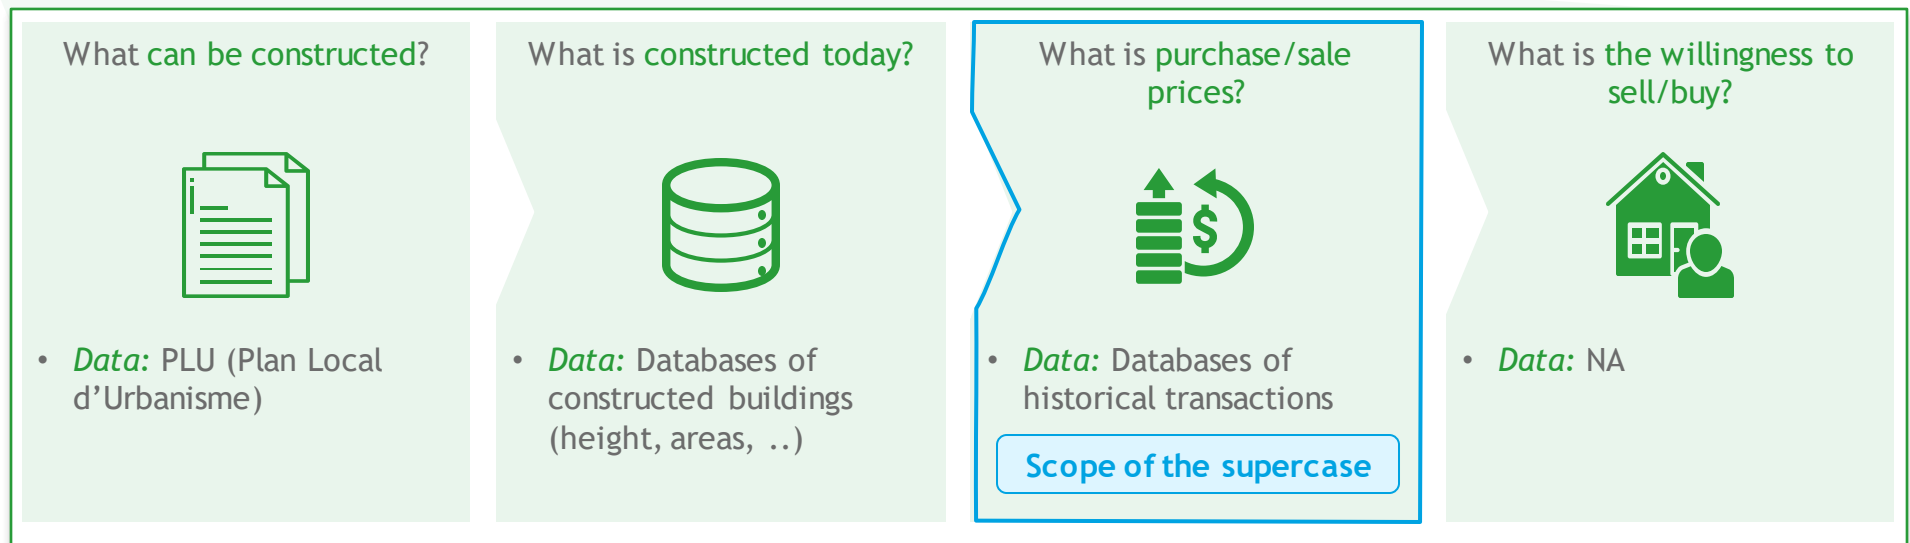 What can be constructed?
• Data: PLU (Plan Local
d’Urbanisme)
What is constructed today?
• Data: Databases of
constructed buildings
(height, areas, ..)
What is purchase/sale
prices?
$
• Data: Databases of
historical transactions
Scope of the supercase
What is the willingness to
sell/buy?
• Data: NA